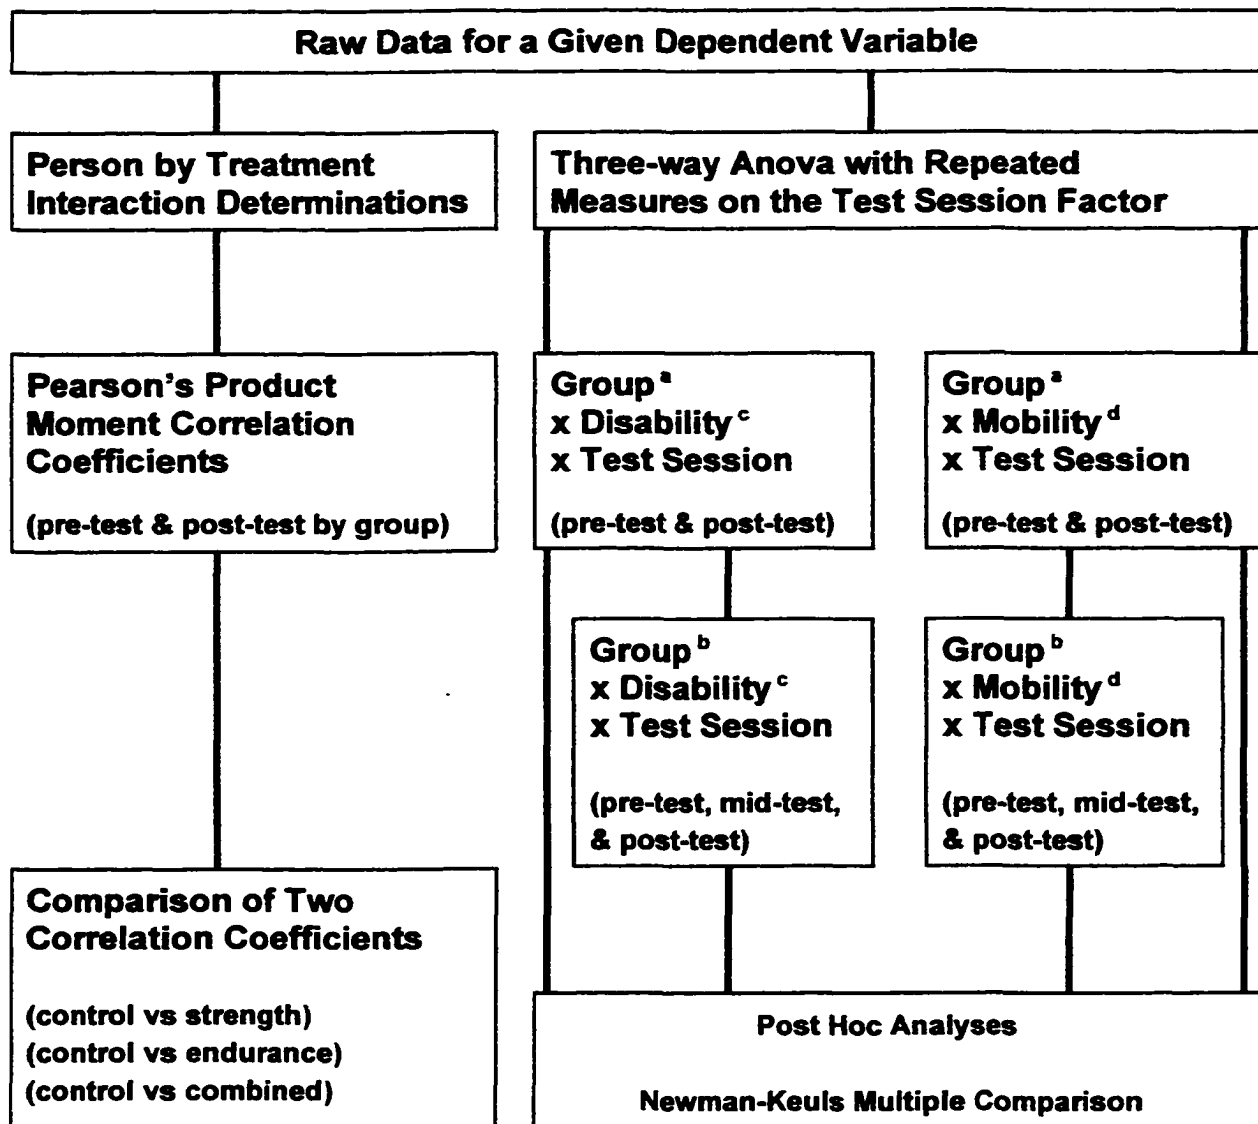 Raw Data for a Given Dependent Variable
Person by Treatment
Interaction Determinations
Three-way Anova with Repeated
Measures on the Test Session Factor
Pearson's Product
Moment Correlation
Coefficients
(pre-test & post-test by group)
Group ᵃ
x Disability ᶜ
x Test Session
(pre-test & post-test)
Group ᵃ
x Mobility ᵈ
x Test Session
(pre-test & post-test)
Group ᵇ
x Disability ᶜ
x Test Session
(pre-test, mid-test,
& post-test)
Group ᵇ
x Mobility ᵈ
x Test Session
(pre-test, mid-test,
& post-test)
Comparison of Two
Correlation Coefficients
(control vs strength)
(control vs endurance)
(control vs combined)
Post Hoc Analyses
Newman-Keuls Multiple Comparison